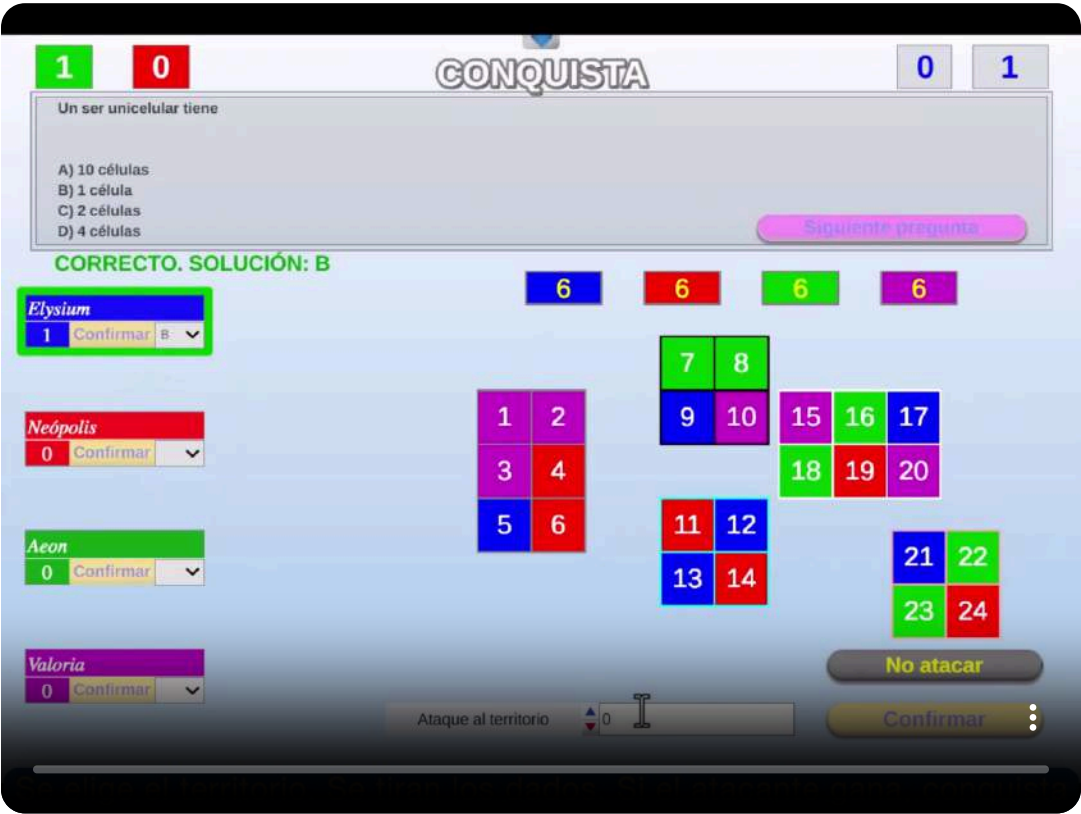 1 0 CONQUISTA 0 1
Un ser unicelular tiene
A) 10 células
B) 1 célula
C) 2 células
D) 4 células
Siguiente pregunta
CORRECTO. SOLUCIÓN: B
6 6 6 6
Elysium
1 Confirmar B
Neópolis
0 Confirmar
Aeon
0 Confirmar
Valoria
0 Confirmar
7 8
9 10
1 2
3 4
5 6
15 16 17
18 19 20
11 12
13 14
21 22
23 24
No atacar
Ataque al territorio 0
Confirmar